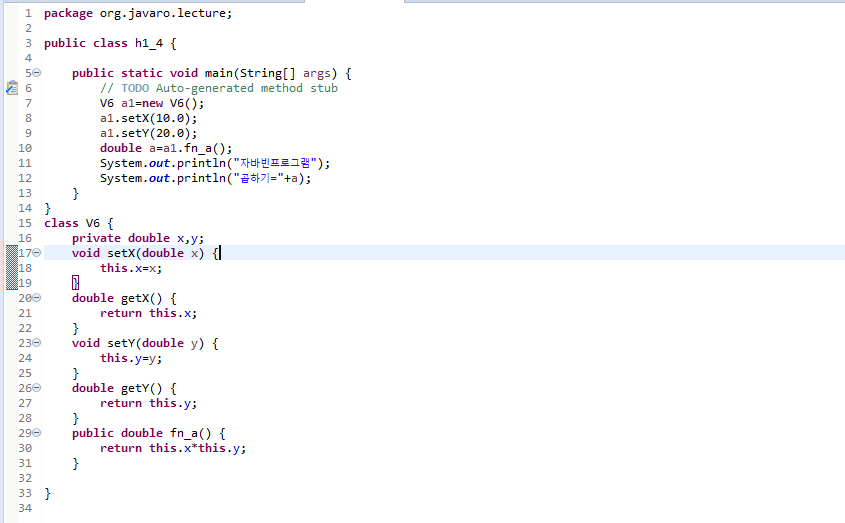 1 package org.javaro.lecture;
2
3 public class h1_4 {
4
5 public static void main(String[] args) {
6 // TODO Auto-generated method stub
7 V6 a1=new V6();
8 a1.setX(10.0);
9 a1.setY(20.0);
10 double a=a1.fn_a();
11 System.out.println("자바빈프로그램");
12 System.out.println("곱하기="+a);
13 }
14 }
15 class V6 {
16 private double x,y;
17 void setX(double x) {
18 this.x=x;
19 }
20 double getX() {
21 return this.x;
22 }
23 void setY(double y) {
24 this.y=y;
25 }
26 double getY() {
27 return this.y;
28 }
29 public double fn_a() {
30 return this.x*this.y;
31 }
32
33 }
34